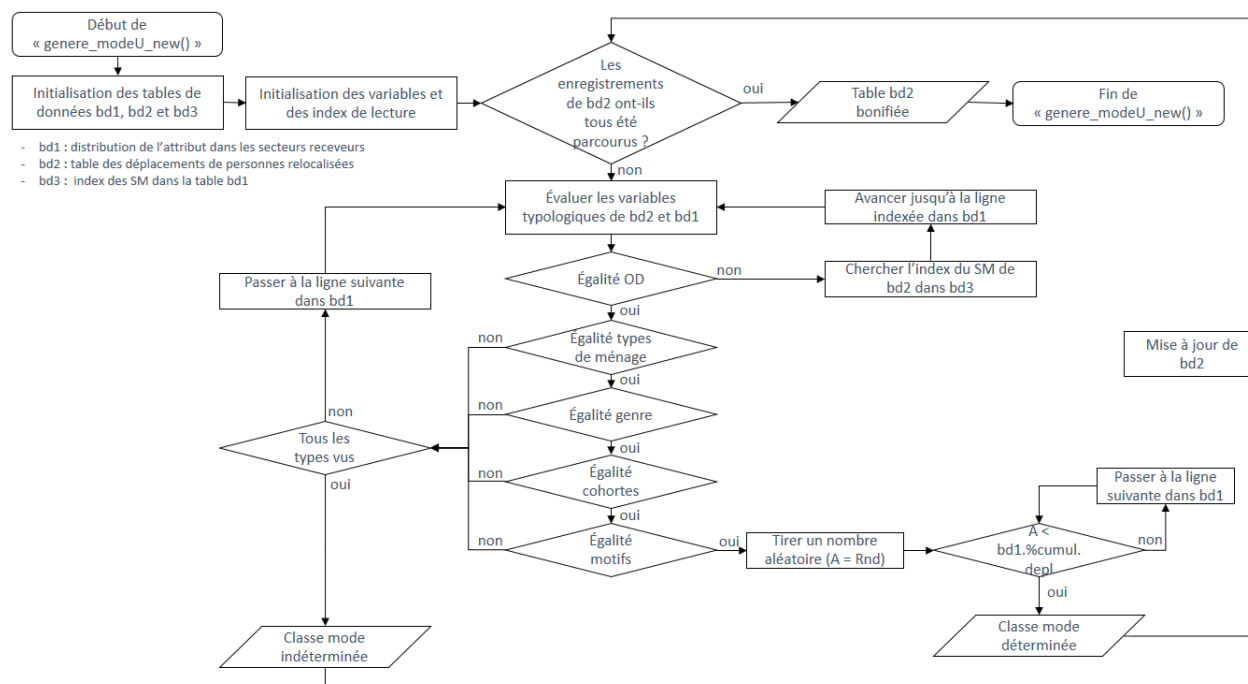 Début de
« genere_modeU_new() »
Initialisation des tables de
données bd1, bd2 et bd3
Initialisation des variables et
des index de lecture
Les
enregistrements
de bd2 ont-ils
tous été
parcourus ?
oui
Table bd2
bonifiée
Fin de
« genere_modeU_new() »
- bd1 : distribution de l'attribut dans les secteurs receveurs
- bd2 : table des déplacements de personnes relocalisées
- bd3 : index des SM dans la table bd1
non
Évaluer les variables
typologiques de bd2 et bd1
Avancer jusqu'à la ligne
indexée dans bd1
Passer à la ligne suivante
dans bd1
Égalité OD
non
Chercher l'index du SM de
bd2 dans bd3
oui
non
Égalité types
de ménage
Mise à jour de
bd2
oui
non
Égalité genre
non
Tous les
types vus
oui
oui
non
Égalité
cohortes
Passer à la ligne
suivante dans bd1
oui
non
Égalité
motifs
oui
Tirer un nombre
aléatoire (A = Rnd)
A <
bd1.%cumul.
depl
non
oui
Classe mode
indéterminée
Classe mode
déterminée